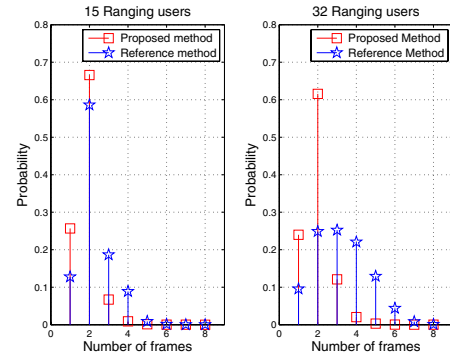 15 Ranging users
Proposed method
Reference method
0.8
0.7
0.6
0.5
0.4
0.3
0.2
0.1
0
Probability
0 2 4 6 8
Number of frames
32 Ranging users
Proposed Method
Reference Method
0.8
0.7
0.6
0.5
0.4
0.3
0.2
0.1
0
Probability
0 2 4 6 8
Number of frames